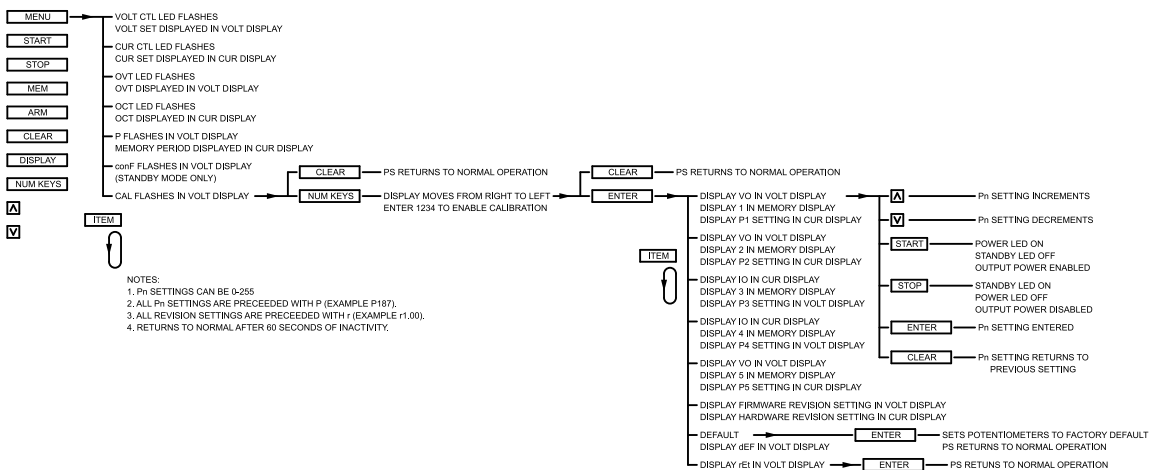 MENU
START
STOP
MEM
ARM
CLEAR
DISPLAY
NUM KEYS
VOLT CTL LED FLASHES
VOLT SET DISPLAYED IN VOLT DISPLAY
CUR CTL LED FLASHES
CUR SET DISPLAYED IN CUR DISPLAY
OVT LED FLASHES
OVT DISPLAYED IN VOLT DISPLAY
OCT LED FLASHES
OCT DISPLAYED IN CUR DISPLAY
P FLASHES IN VOLT DISPLAY
MEMORY PERIOD DISPLAYED IN CUR DISPLAY
conF FLASHES IN VOLT DISPLAY
(STANDBY MODE ONLY)
CAL FLASHES IN VOLT DISPLAY
ITEM
CLEAR
PS RETURNS TO NORMAL OPERATION
NUM KEYS
DISPLAY MOVES FROM RIGHT TO LEFT
ENTER 1234 TO ENABLE CALIBRATION
CLEAR
PS RETURNS TO NORMAL OPERATION
ENTER
ITEM
DISPLAY VO IN VOLT DISPLAY
DISPLAY 1 IN MEMORY DISPLAY
DISPLAY P1 SETTING IN CUR DISPLAY
DISPLAY VO IN VOLT DISPLAY
DISPLAY 2 IN MEMORY DISPLAY
DISPLAY P2 SETTING IN CUR DISPLAY
DISPLAY IO IN CUR DISPLAY
DISPLAY 3 IN MEMORY DISPLAY
DISPLAY P3 SETTING IN VOLT DISPLAY
DISPLAY IO IN CUR DISPLAY
DISPLAY 4 IN MEMORY DISPLAY
DISPLAY P4 SETTING IN VOLT DISPLAY
DISPLAY VO IN VOLT DISPLAY
DISPLAY 5 IN MEMORY DISPLAY
DISPLAY P5 SETTING IN CUR DISPLAY
DISPLAY FIRMWARE REVISION SETTING IN VOLT DISPLAY
DISPLAY HARDWARE REVISION SETTING IN CUR DISPLAY
DEFAULT
DISPLAY dEF IN VOLT DISPLAY
ENTER
SETS POTENTIOMETERS TO FACTORY DEFAULT
PS RETURNS TO NORMAL OPERATION
DISPLAY rEt IN VOLT DISPLAY
ENTER
PS RETUNS TO NORMAL OPERATION
Pn SETTING INCREMENTS
Pn SETTING DECREMENTS
START
POWER LED ON
STANDBY LED OFF
OUTPUT POWER ENABLED
STOP
STANDBY LED ON
POWER LED OFF
OUTPUT POWER DISABLED
ENTER
Pn SETTING ENTERED
CLEAR
Pn SETTING RETURNS TO
PREVIOUS SETTING
NOTES:
1. Pn SETTINGS CAN BE 0-255
2. ALL Pn SETTINGS ARE PRECEEDED WITH P (EXAMPLE P187).
3. ALL REVISION SETTINGS ARE PRECEEDED WITH r (EXAMPLE r1.00).
4. RETURNS TO NORMAL AFTER 60 SECONDS OF INACTIVITY.